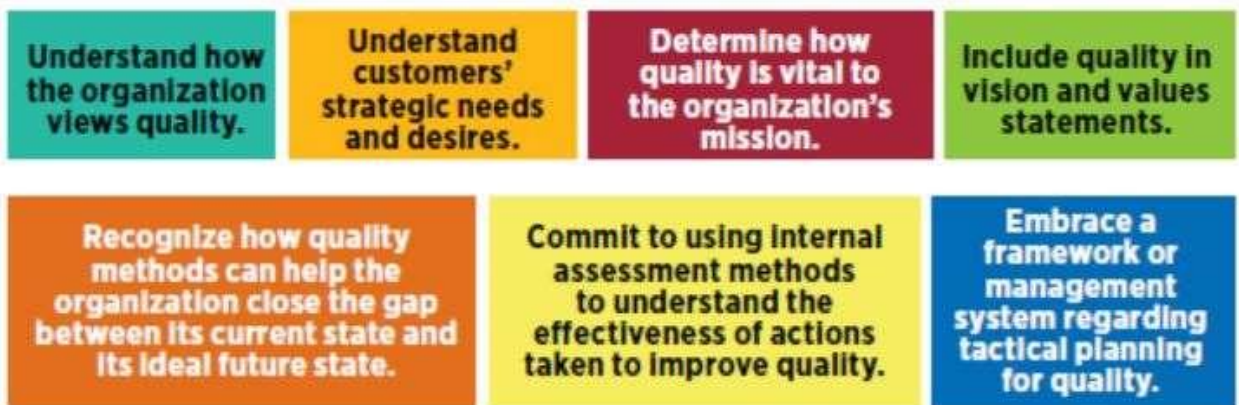 Understand how
the organization
views quality.
Understand
customers’
strategic needs
and desires.
Determine how
quality is vital to
the organization’s
mission.
Include quality in
vision and values
statements.
Recognize how quality
methods can help the
organization close the gap
between its current state and
its ideal future state.
Commit to using internal
assessment methods
to understand the
effectiveness of actions
taken to improve quality.
Embrace a
framework or
management
system regarding
tactical planning
for quality.